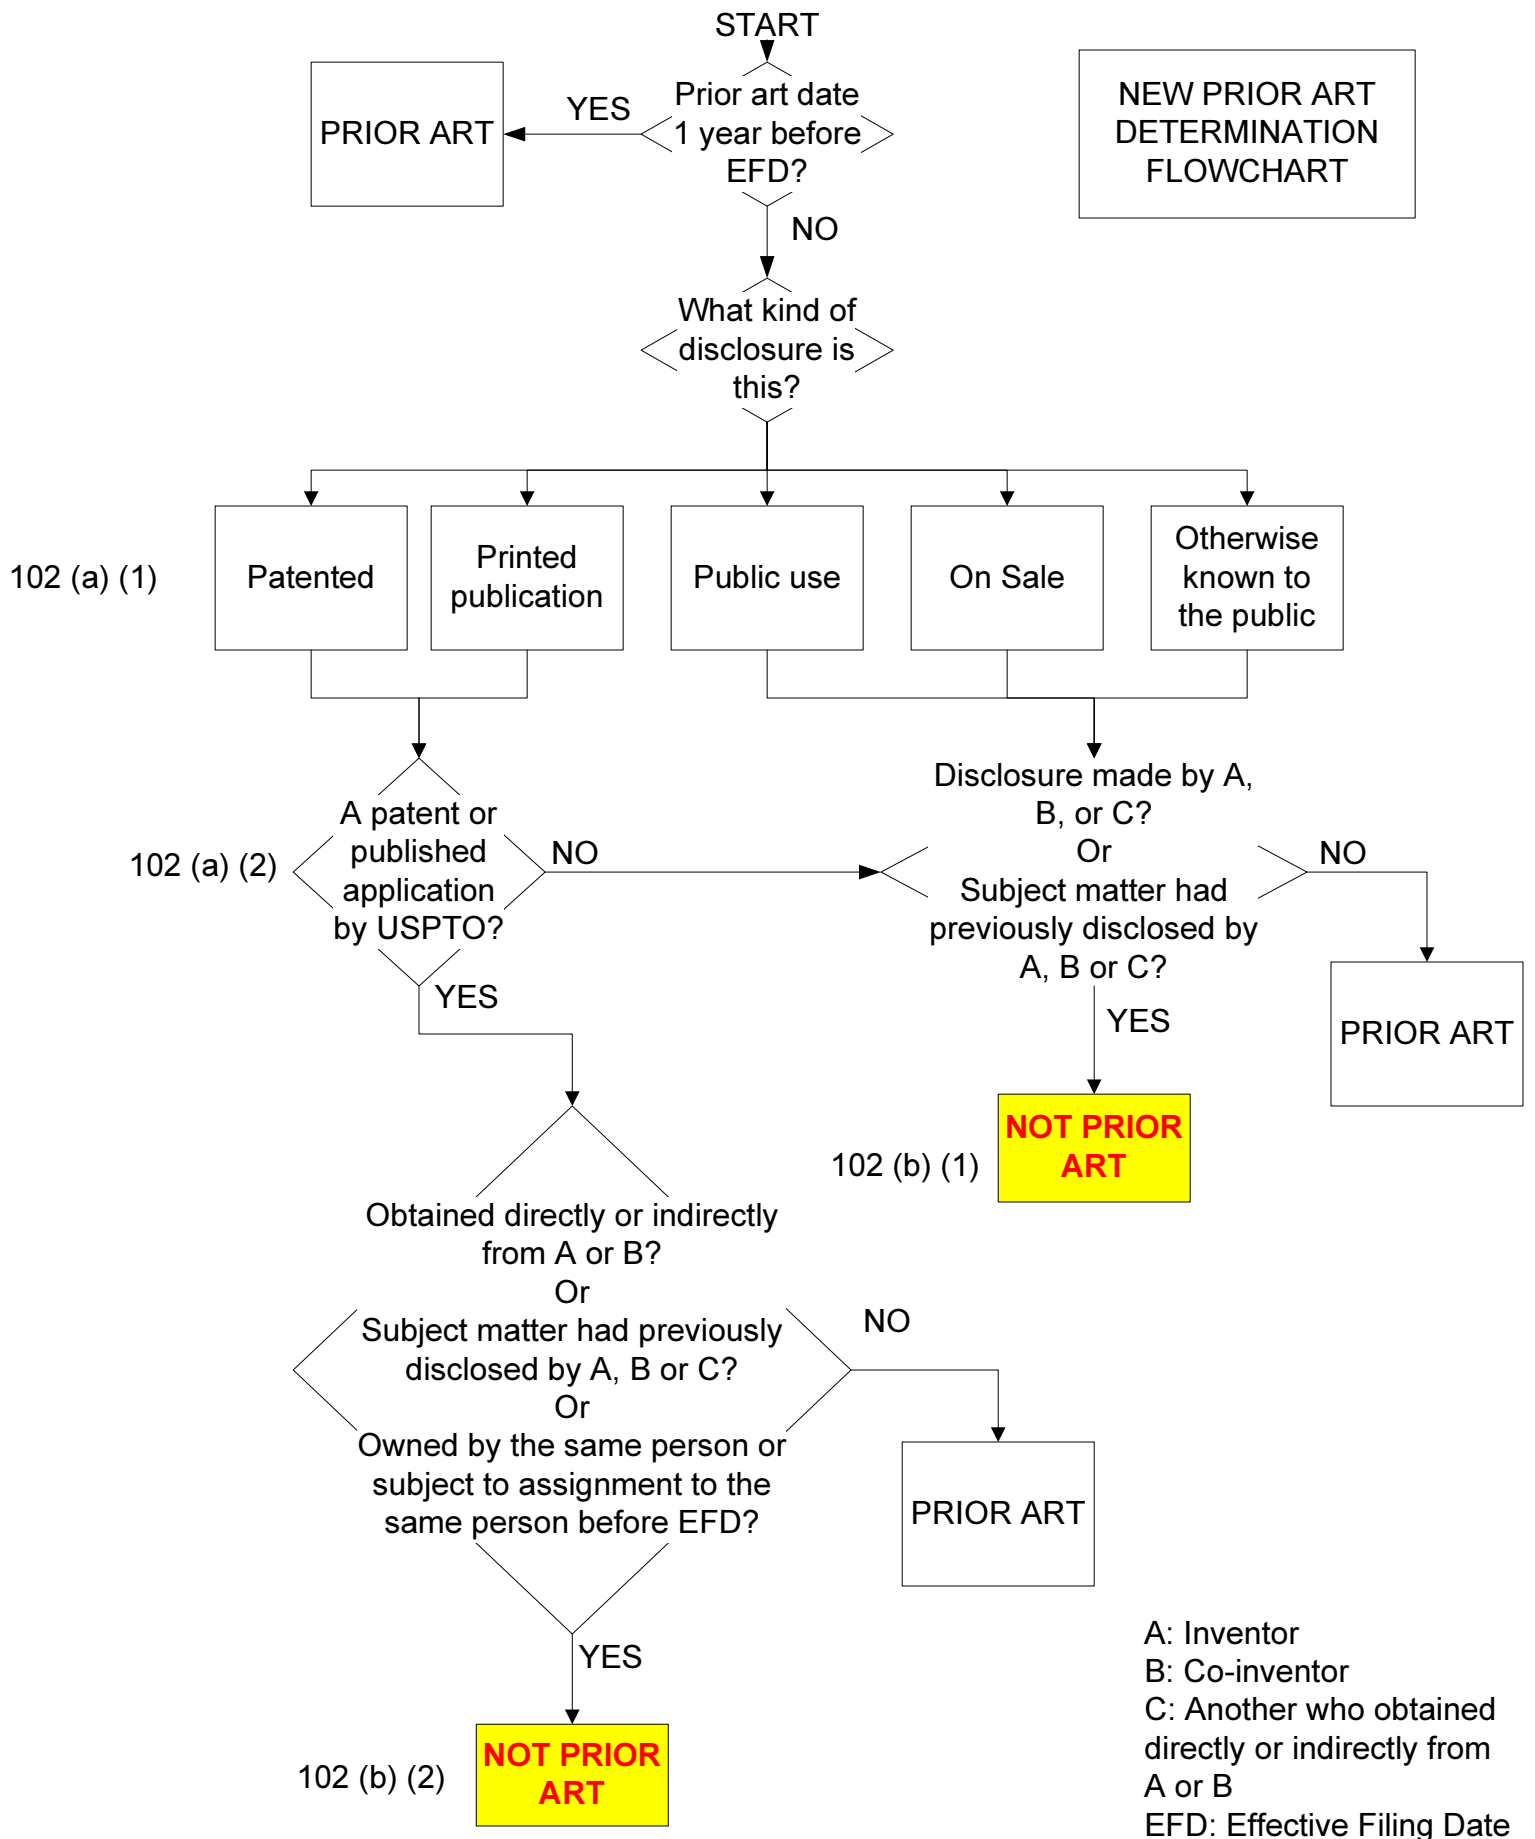 START
Prior art date
1 year before
EFD?
YES
PRIOR ART
NEW PRIOR ART
DETERMINATION
FLOWCHART
NO
What kind of
disclosure is
this?
102 (a) (1)
Patented
Printed
publication
Public use
On Sale
Otherwise
known to
the public
102 (a) (2)
A patent or
published
application
by USPTO?
NO
YES
Disclosure made by A,
B, or C?
Or
Subject matter had
previously disclosed by
A, B or C?
NO
PRIOR ART
YES
102 (b) (1)
NOT PRIOR
ART
Obtained directly or indirectly
from A or B?
Or
Subject matter had previously
disclosed by A, B or C?
Or
Owned by the same person or
subject to assignment to the
same person before EFD?
NO
PRIOR ART
YES
102 (b) (2)
NOT PRIOR
ART
A: Inventor
B: Co-inventor
C: Another who obtained
directly or indirectly from
A or B
EFD: Effective Filing Date